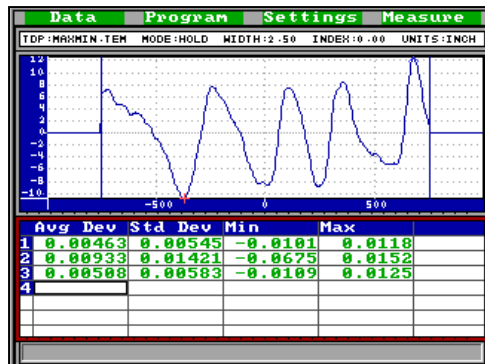 Data Program Settings Measure
TDP:MAXMIN.TEM MODE:HOLD WIDTH:2.50 INDEX:0.00 UNITS:INCH
12
10
8
6
4
2
0
-2
-4
-6
-8
-10
-500 0 500
Avg Dev Std Dev Min Max
1 0.00463 0.00545 -0.0101 0.0118
2 0.00933 0.01421 -0.0675 0.0152
3 0.00508 0.00583 -0.0109 0.0125
4